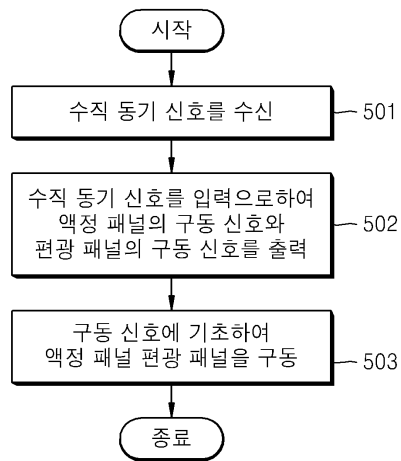 시작
수직 동기 신호를 수신
501
수직 동기 신호를 입력으로하여
액정 패널의 구동 신호와
편광 패널의 구동 신호를 출력
502
구동 신호에 기초하여
액정 패널 편광 패널을 구동
503
종료